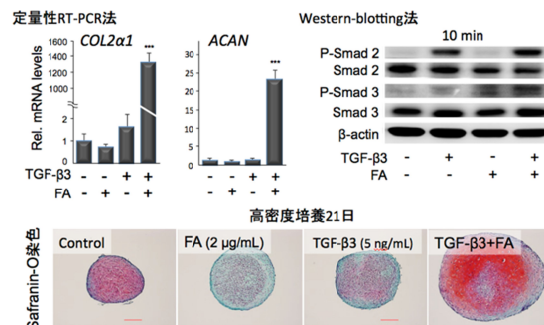 定量性RT-PCR法
COL2α1
ACAN
Rel. mRNA levels
1600
1400
1200
1000
800
600
2
1
0
***
35
30
25
20
15
10
5
0
***
TGF-β3 - - + +
FA - + - +
- - + +
- + - +
Western-blotting法
10 min
P-Smad 2
Smad 2
P-Smad 3
Smad 3
β-actin
TGF-β3 - + - +
FA - - + +
高密度培養21日
Safranin-O染色
Control
FA (2 μg/mL)
TGF-β3 (5 ng/mL)
TGF-β3+FA